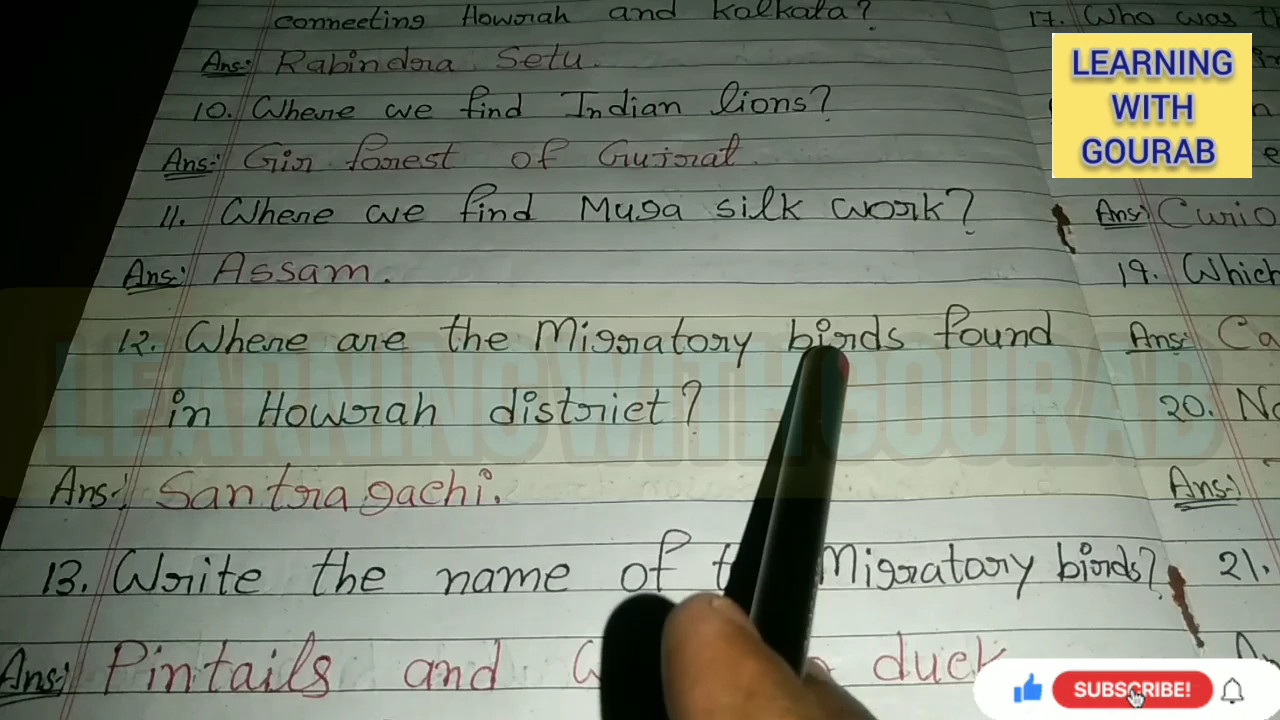 connecting Howrah and Kolkata?
Ans:- Rabindra Setu.
10. Where we find Indian lions?
Ans:- Gir forest of Gujrat.
11. Where we find Muga silk work?
Ans:- Assam.
12. Where are the Migratory birds found
in Howrah district?
Ans:- Santragachi.
13. Write the name of Migratory birds?
Ans:- Pintails and duck
17. Who was
Ans:-
19. Which
Ans:-
20.
Ans:-
21.
LEARNING
WITH
GOURAB
LEARNINGWITHGOURAB
SUBSCRIBE!